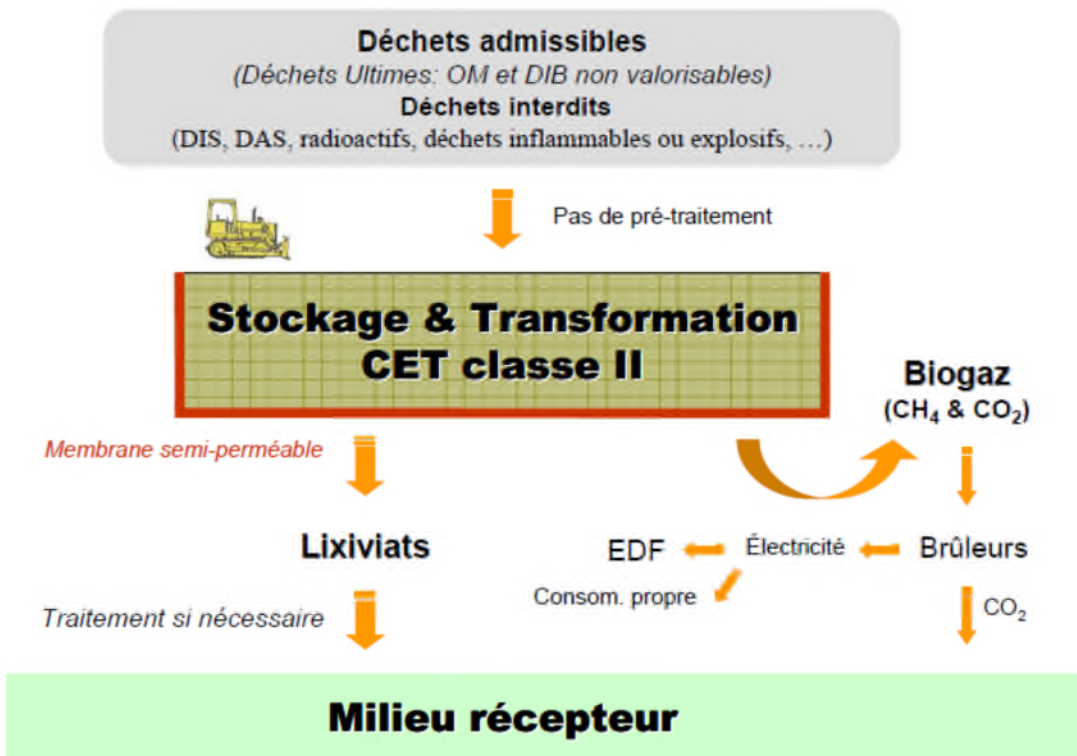 Déchets admissibles
(Déchets Ultimes: OM et DIB non valorisables)
Déchets interdits
(DIS, DAS, radioactifs, déchets inflammables ou explosifs, …)
Pas de pré-traitement
Stockage & Transformation
CET classe II
Biogaz
(CH₄ & CO₂)
Membrane semi-perméable
Lixiviats
EDF
Électricité
Brûleurs
Consom. propre
CO₂
Traitement si nécessaire
Milieu récepteur